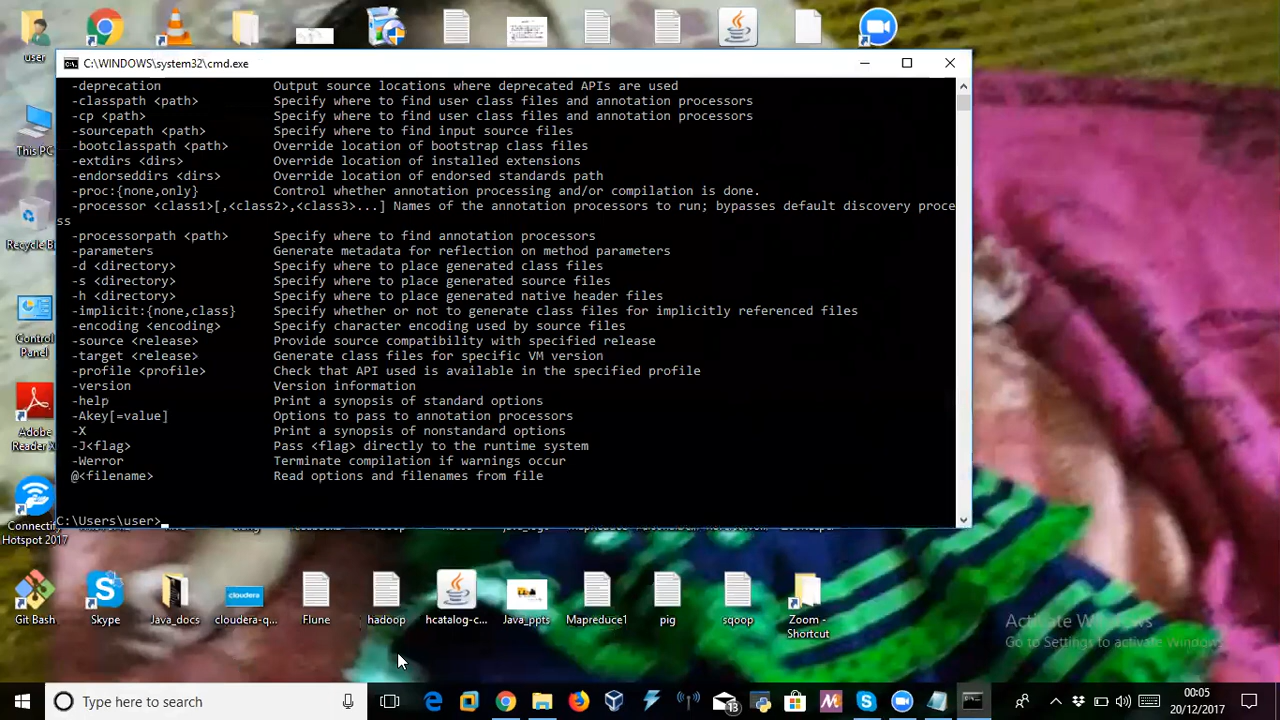 user
C:\WINDOWS\system32\cmd.exe
-deprecation Output source locations where deprecated APIs are used
-classpath <path> Specify where to find user class files and annotation processors
-cp <path> Specify where to find user class files and annotation processors
-sourcepath <path> Specify where to find input source files
-bootclasspath <path> Override location of bootstrap class files
-extdirs <dirs> Override location of installed extensions
-endorseddirs <dirs> Override location of endorsed standards path
-proc:{none,only} Control whether annotation processing and/or compilation is done.
-processor <class1>[,<class2>,<class3>...] Names of the annotation processors to run; bypasses default discovery proce
ss
-processorpath <path> Specify where to find annotation processors
-parameters Generate metadata for reflection on method parameters
-d <directory> Specify where to place generated class files
-s <directory> Specify where to place generated source files
-h <directory> Specify where to place generated native header files
-implicit:{none,class} Specify whether or not to generate class files for implicitly referenced files
-encoding <encoding> Specify character encoding used by source files
-source <release> Provide source compatibility with specified release
-target <release> Generate class files for specific VM version
-profile <profile> Check that API used is available in the specified profile
-version Version information
-help Print a synopsis of standard options
-Akey[=value] Options to pass to annotation processors
-X Print a synopsis of nonstandard options
-J<flag> Pass <flag> directly to the runtime system
-Werror Terminate compilation if warnings occur
@<filename> Read options and filenames from file
C:\Users\user>
This PC
Recycle Bi
Control
Panel
Adobe
Reader X
Connectify
Hotspot 2017
Git Bash
Skype
Java_docs
cloudera-q...
Flune
hadoop
hcatalog-c...
Java_ppts
Mapreduce1
pig
sqoop
Zoom -
Shortcut
Activate Windows
Go to Settings to activate Windows.
Type here to search
13
00:05
20/12/2017